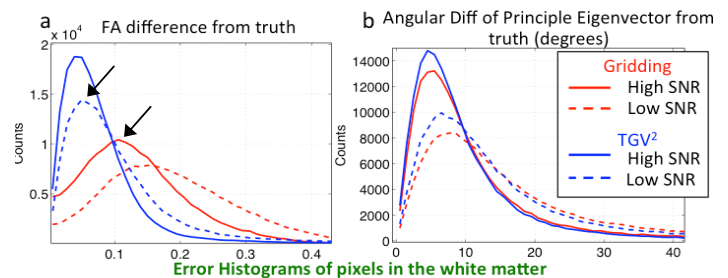 a
FA difference from truth
2 x 10⁴
1.5
1.0
0.5
Counts
0.1
0.2
0.3
0.4
b
Angular Diff of Principle Eigenvector from
truth (degrees)
14000
12000
10000
8000
6000
4000
2000
0
Counts
0
10
20
30
40
Gridding
High SNR
Low SNR
TGV²
High SNR
Low SNR
Error Histograms of pixels in the white matter